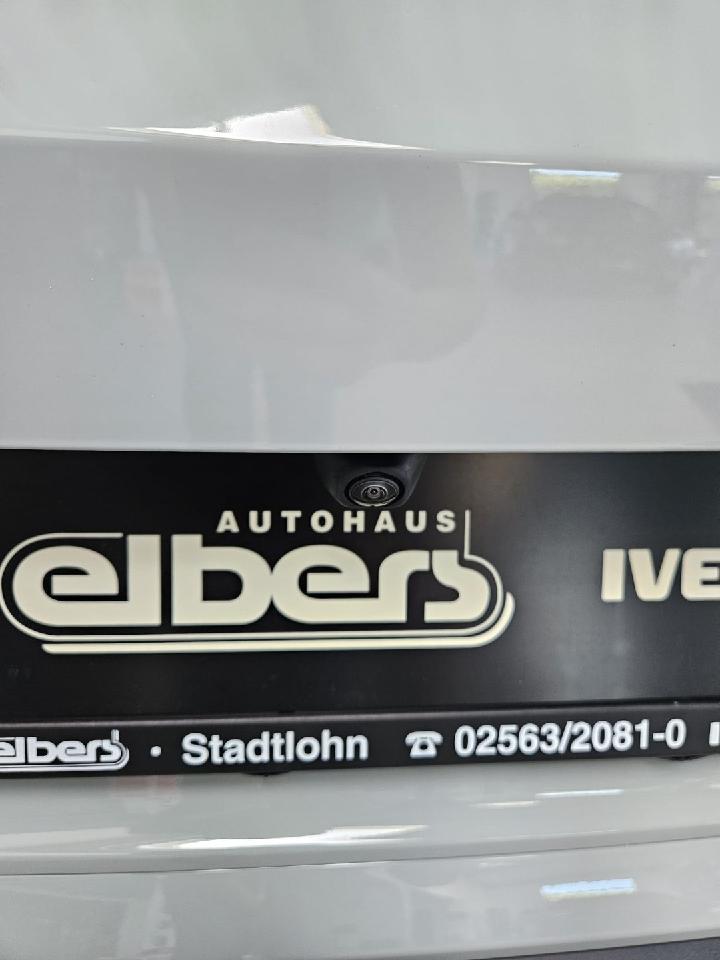 AUTOHAUS
elbers
IVE
elbers · Stadtlohn ☎ 02563/2081-0